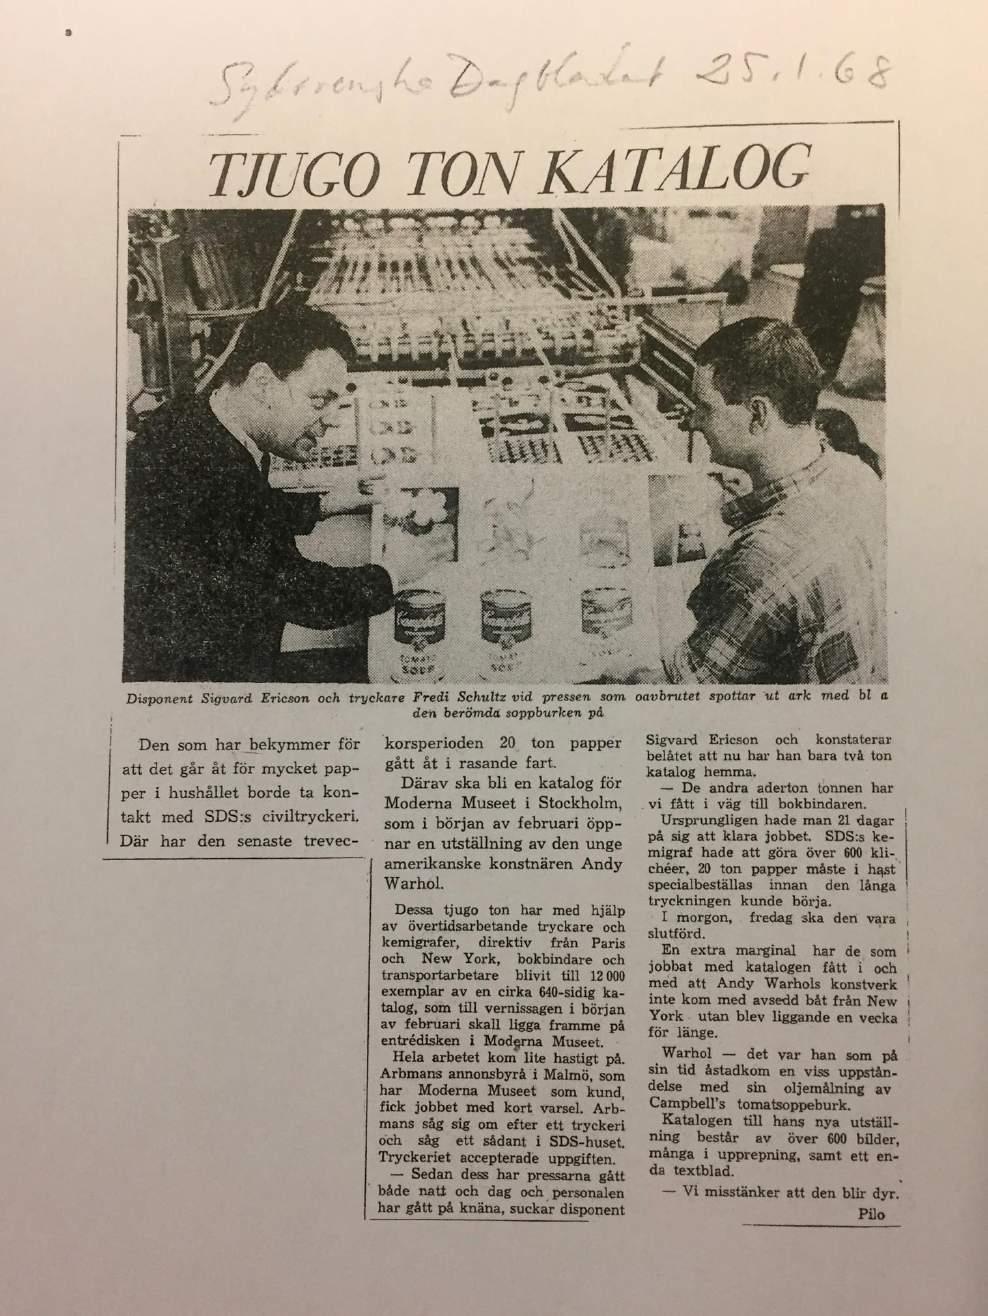 Sydsvenska Dagbladet 25.1.68
TJUGO TON KATALOG
Campbell's
TOMATO
SOUP
Campbell's
TOMATO
SOUP
Disponent Sigvard Ericson och tryckare Fredi Schultz vid pressen som oavbrutet spottar ut ark med bl a
den berömda soppburken på
Den som har bekymmer för
att det går åt för mycket pap-
per i hushållet borde ta kon-
takt med SDS:s civiltryckeri.
Där har den senaste trevec-
korsperioden 20 ton papper
gått åt i rasande fart.
Därav ska bli en katalog för
Moderna Museet i Stockholm,
som i början av februari öpp-
nar en utställning av den unge
amerikanske konstnären Andy
Warhol.
Dessa tjugo ton har med hjälp
av övertidsarbetande tryckare och
kemigrafer, direktiv från Paris
och New York, bokbindare och
transportarbetare blivit till 12 000
exemplar av en cirka 640-sidig ka-
talog, som till vernissagen i början
av februari skall ligga framme på
entrédisken i Moderna Museet.
Hela arbetet kom lite hastigt på.
Arbmans annonsbyrå i Malmö, som
har Moderna Museet som kund,
fick jobbet med kort varsel. Arb-
mans såg sig om efter ett tryckeri
och såg ett sådant i SDS-huset.
Tryckeriet accepterade uppgiften.
— Sedan dess har pressarna gått
både natt och dag och personalen
har gått på knäna, suckar disponent
Sigvard Ericson och konstaterar
belåtet att nu har han bara två ton
katalog hemma.
— De andra aderton tonnen har
vi fått i väg till bokbindaren.
Ursprungligen hade man 21 dagar
på sig att klara jobbet. SDS:s ke-
migraf hade att göra över 600 kli-
chéer, 20 ton papper måste i hast
specialbeställas innan den långa
tryckningen kunde börja.
I morgon, fredag ska den vara
slutförd.
En extra marginal har de som
jobbat med katalogen fått i och
med att Andy Warhols konstverk
inte kom med avsedd båt från New
York utan blev liggande en vecka
för länge.
Warhol — det var han som på
sin tid åstadkom en viss uppstån-
delse med sin oljemålning av
Campbell's tomatsoppeburk.
Katalogen till hans nya utställ-
ning består av över 600 bilder,
många i upprepning, samt ett en-
da textblad.
— Vi misstänker att den blir dyr.
Pilo